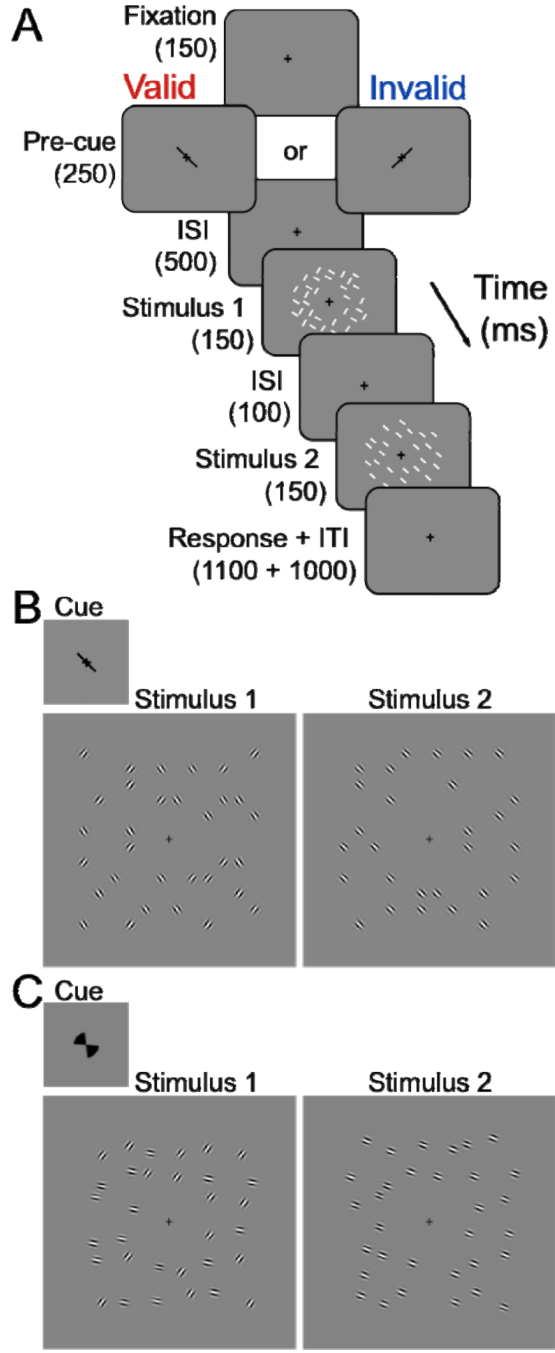 A
Fixation
(150)
Valid
Invalid
Pre-cue
(250)
or
ISI
(500)
Stimulus 1
(150)
Time
(ms)
ISI
(100)
Stimulus 2
(150)
Response + ITI
(1100 + 1000)
B
Cue
Stimulus 1
Stimulus 2
C
Cue
Stimulus 1
Stimulus 2